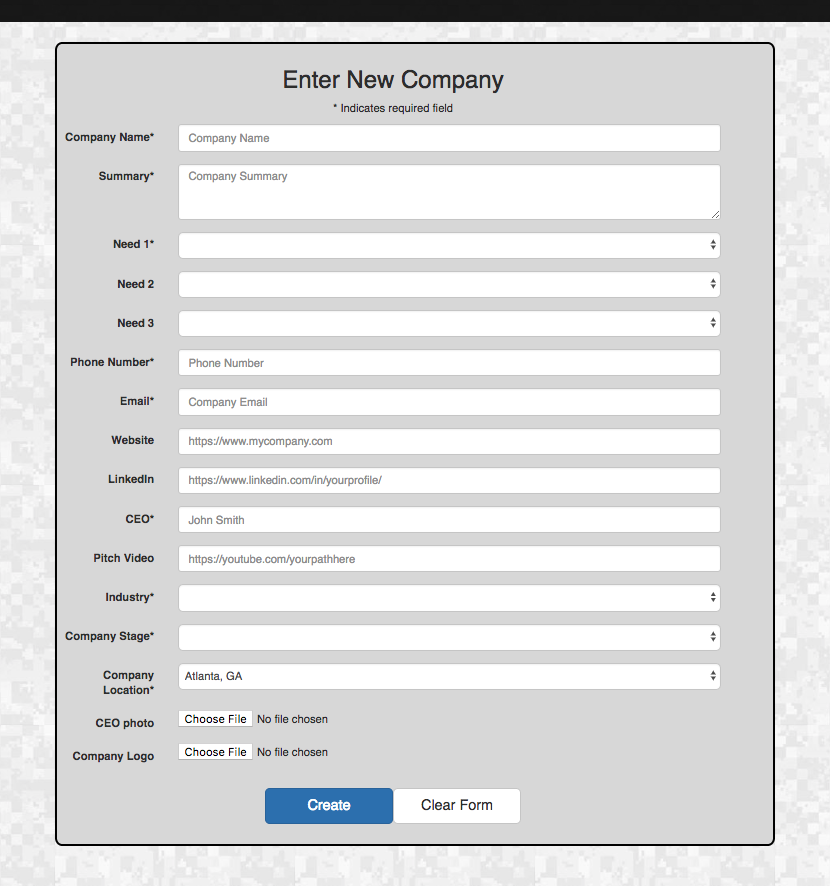 Enter New Company
* Indicates required field
Company Name* Company Name
Summary* Company Summary
Need 1*
Need 2
Need 3
Phone Number* Phone Number
Email* Company Email
Website https://www.mycompany.com
LinkedIn https://www.linkedin.com/in/yourprofile/
CEO* John Smith
Pitch Video https://youtube.com/yourpathhere
Industry*
Company Stage*
Company Atlanta, GA
Location*
CEO photo Choose File No file chosen
Company Logo Choose File No file chosen
Create Clear Form